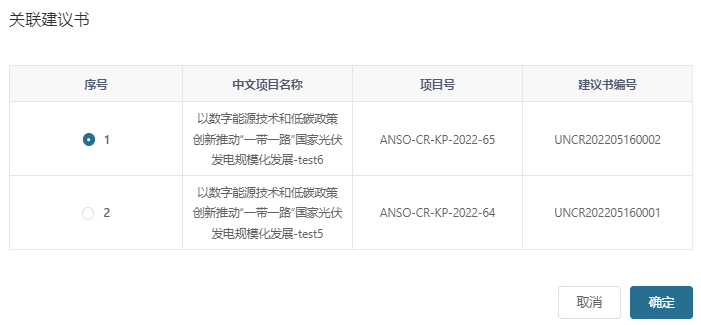 关联建议书
序号 中文项目名称 项目号 建议书编号
以数字能源技术和低碳政策
1 创新推动“一带一路”国家光伏 ANSO-CR-KP-2022-65 UNCR202205160002
发电规模化发展-test6
以数字能源技术和低碳政策
2 创新推动“一带一路”国家光伏 ANSO-CR-KP-2022-64 UNCR202205160001
发电规模化发展-test5
取消 确定